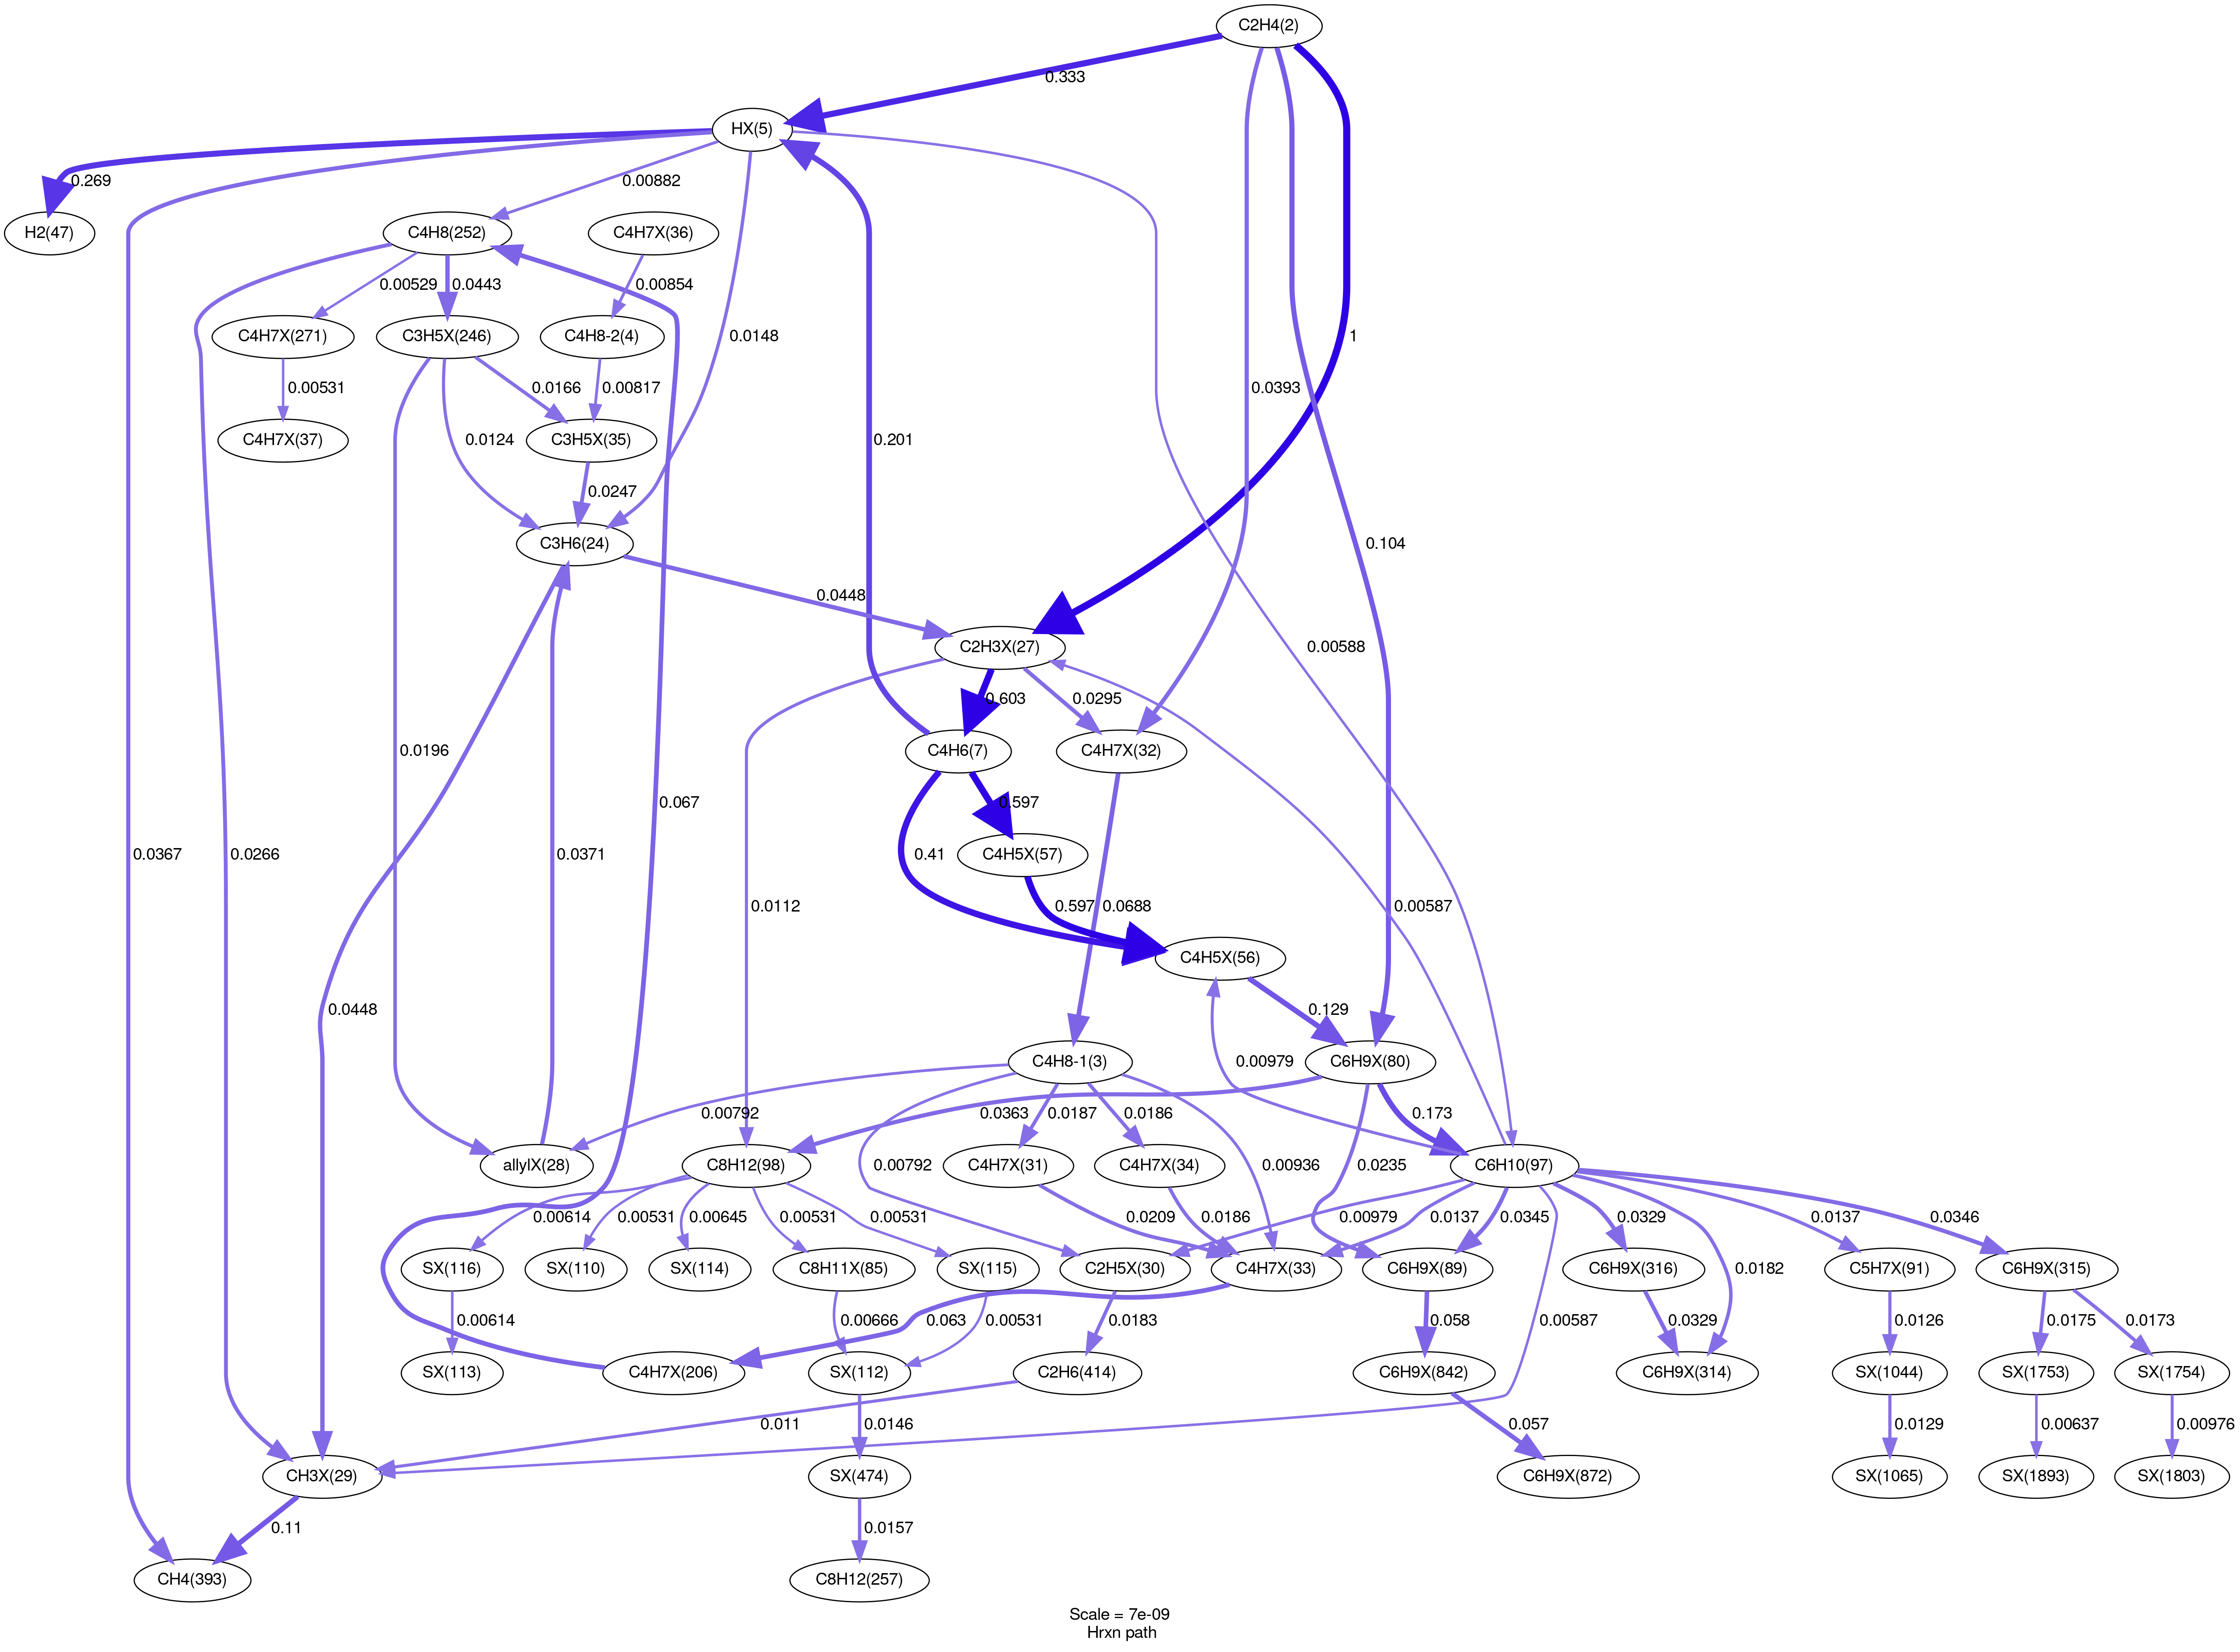 C2H4(2)
0.333
HX(5)
0.269
0.00882
H2(47)
C4H8(252)
C4H7X(36)
0.00529
0.0443
0.00854
C4H7X(271)
C3H5X(246)
C4H8-2(4)
0.0148
1
0.00531
0.0166
0.00817
0.0393
C4H7X(37)
0.0124
C3H5X(35)
0.201
0.0247
0.104
C3H6(24)
0.0448
0.00588
C2H3X(27)
0.603
0.0295
0.0196
C4H6(7)
C4H7X(32)
0.067
0.597
0.0367
0.0266
0.0371
0.41
C4H5X(57)
0.0112
0.597
0.0688
0.00587
C4H5X(56)
0.0448
0.129
0.00979
C4H8-1(3)
C6H9X(80)
0.00792
0.0363
0.0187
0.0186
0.173
allylX(28)
C8H12(98)
0.00792
C4H7X(31)
C4H7X(34)
0.00936
0.0235
C6H10(97)
0.00614
0.00531
0.00645
0.00531
0.00531
0.0209
0.0186
0.00979
0.0137
0.0345
0.0329
0.0182
0.0137
0.0346
SX(116)
SX(110)
SX(114)
C8H11X(85)
SX(115)
C2H5X(30)
C4H7X(33)
C6H9X(89)
C6H9X(316)
C5H7X(91)
C6H9X(315)
0.00614
0.00666
0.063
0.00531
0.0183
0.00587
0.058
0.0329
0.0126
0.0175
0.0173
SX(113)
C4H7X(206)
SX(112)
C2H6(414)
C6H9X(842)
C6H9X(314)
SX(1044)
SX(1753)
SX(1754)
0.011
0.0146
0.057
0.0129
0.00637
0.00976
CH3X(29)
SX(474)
C6H9X(872)
SX(1065)
SX(1893)
SX(1803)
0.11
0.0157
CH4(393)
C8H12(257)
Scale = 7e-09
Hrxn path